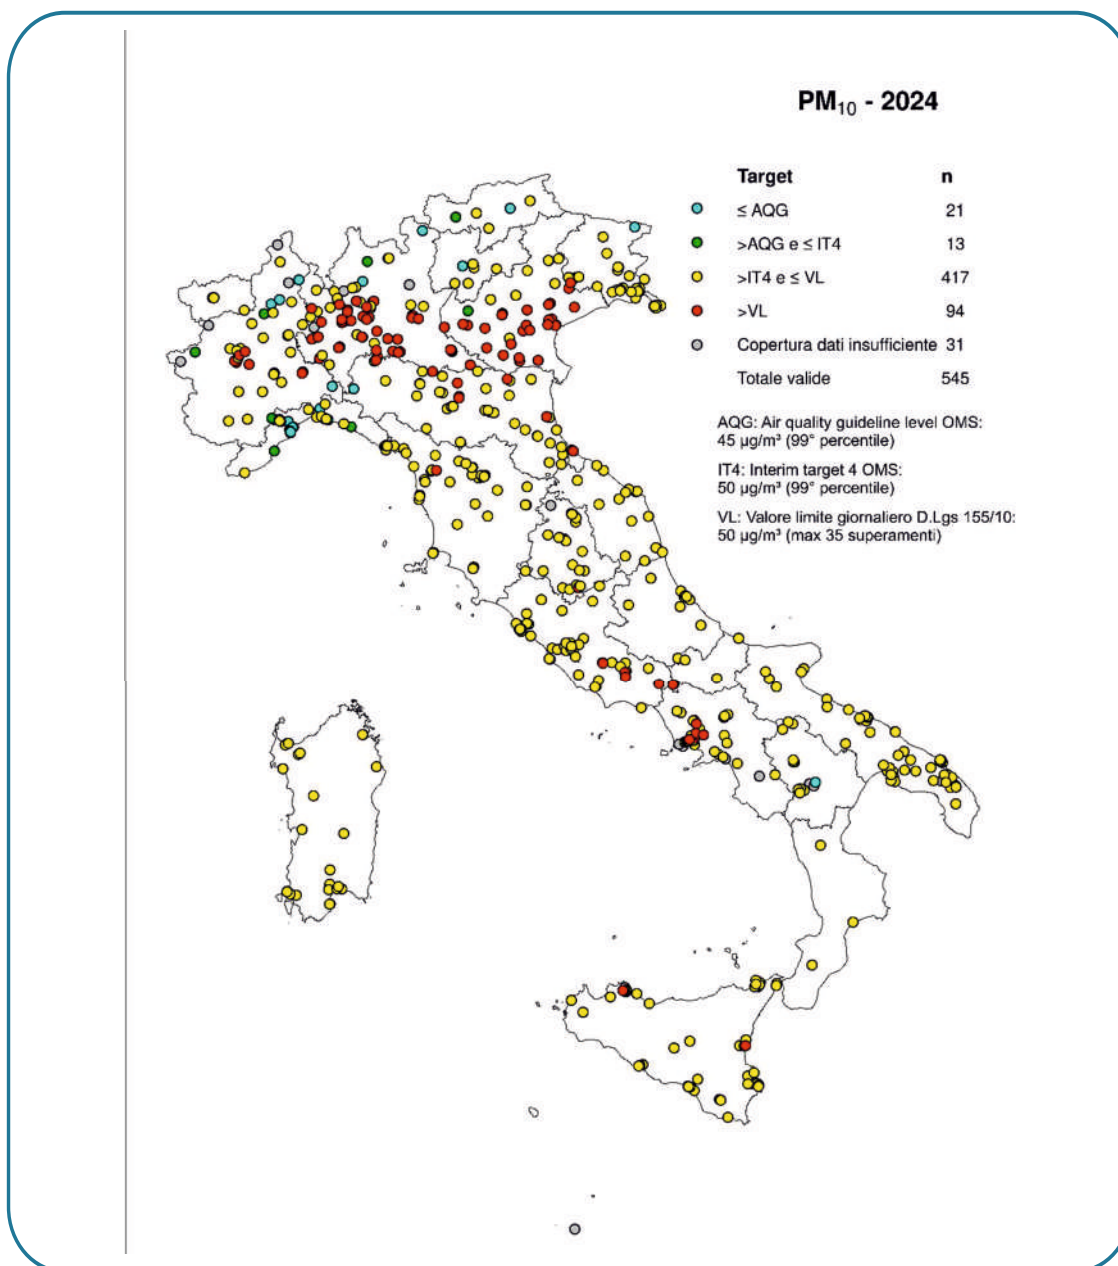 PM₁₀ - 2024
Target n
≤ AQG 21
>AQG e ≤ IT4 13
>IT4 e ≤ VL 417
>VL 94
Copertura dati insufficiente 31
Totale valide 545
AQG: Air quality guideline level OMS:
45 µg/m³ (99° percentile)
IT4: Interim target 4 OMS:
50 µg/m³ (99° percentile)
VL: Valore limite giornaliero D.Lgs 155/10:
50 µg/m³ (max 35 superamenti)